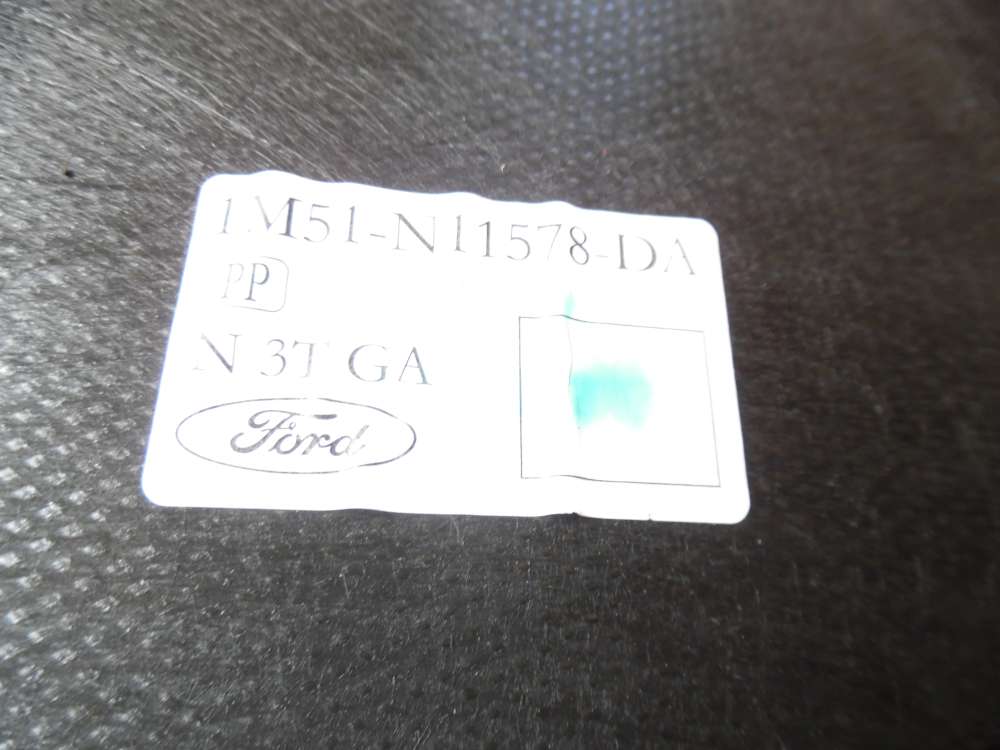 1M51-N11578-DA
PP
N 3T GA
Ford